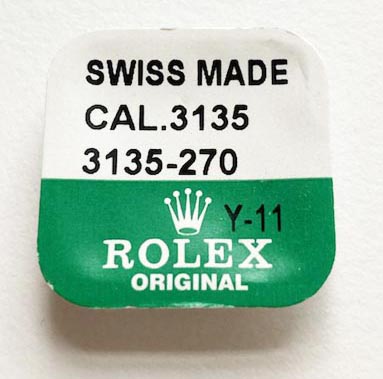 SWISS MADE
CAL.3135
3135-270
Y-11
ROLEX
ORIGINAL